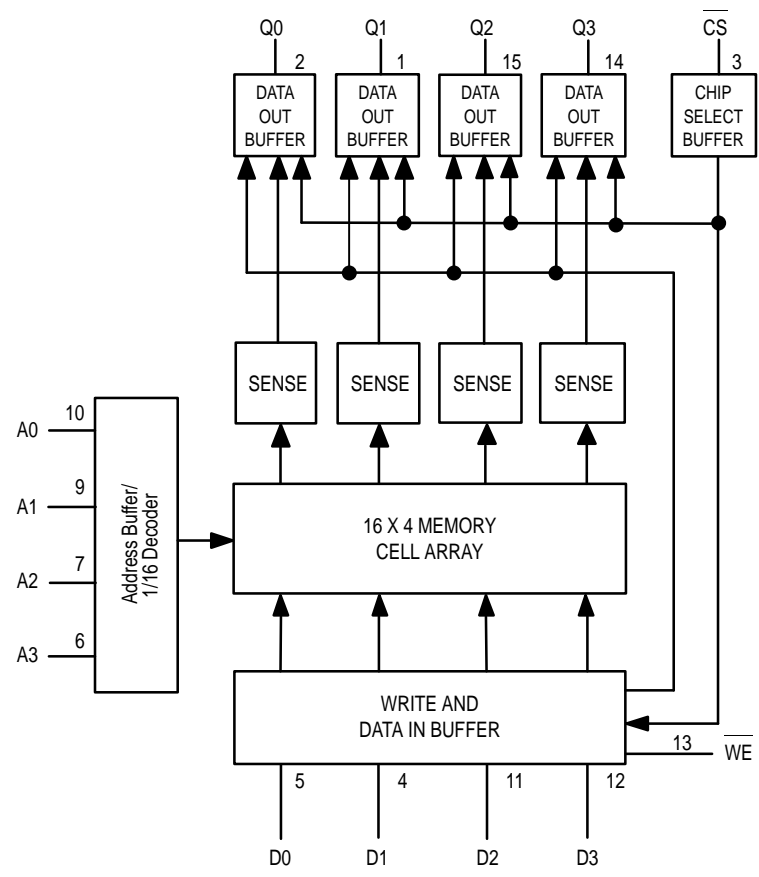 Q0 Q1 Q2 Q3 CS
2 1 15 14 3
DATA OUT BUFFER
DATA OUT BUFFER
DATA OUT BUFFER
DATA OUT BUFFER
CHIP SELECT BUFFER
SENSE SENSE SENSE SENSE
A0 10
A1 9
A2 7
A3 6
Address Buffer/
1/16 Decoder
16 X 4 MEMORY
CELL ARRAY
WRITE AND
DATA IN BUFFER
13 WE
5 4 11 12
D0 D1 D2 D3